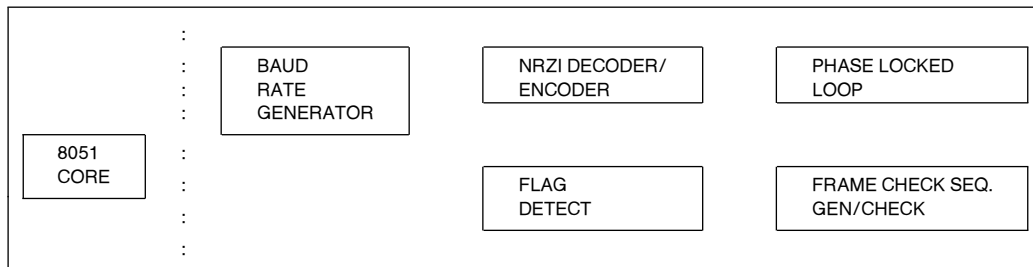 BAUD
RATE
GENERATOR
NRZI DECODER/
ENCODER
PHASE LOCKED
LOOP
8051
CORE
FLAG
DETECT
FRAME CHECK SEQ.
GEN/CHECK
:
:
:
:
:
:
:
: